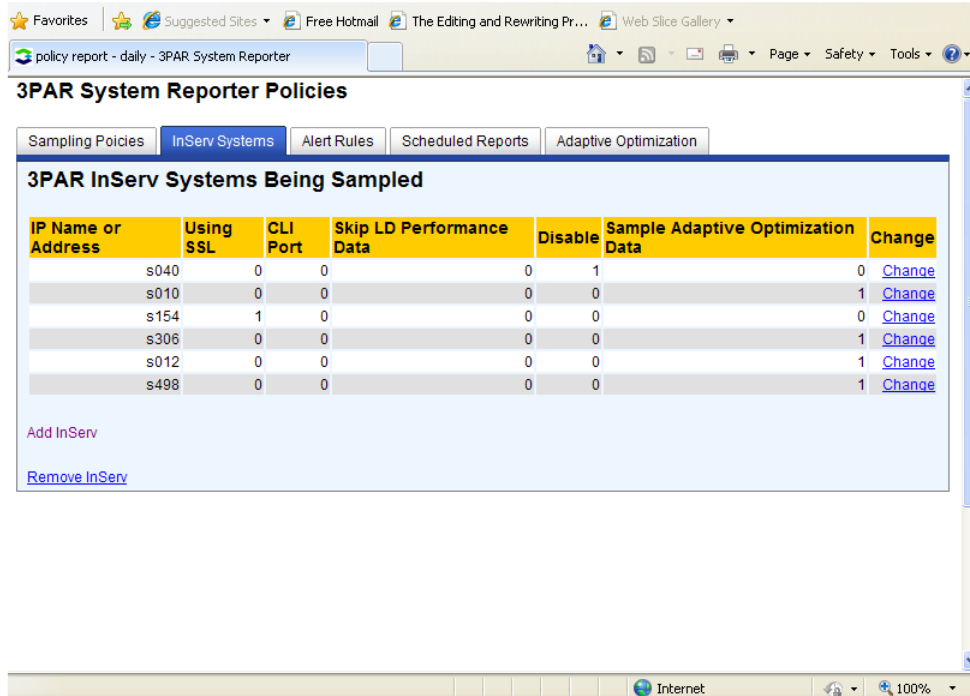 Favorites Suggested Sites Free Hotmail The Editing and Rewriting Pr... Web Slice Gallery
policy report - daily - 3PAR System Reporter Page Safety Tools
3PAR System Reporter Policies
Sampling Poicies InServ Systems Alert Rules Scheduled Reports Adaptive Optimization
3PAR InServ Systems Being Sampled
IP Name or Address Using SSL CLI Port Skip LD Performance Data Disable Sample Adaptive Optimization Data Change
s040 0 0 0 1 0 Change
s010 0 0 0 0 1 Change
s154 1 0 0 0 0 Change
s306 0 0 0 0 1 Change
s012 0 0 0 0 1 Change
s498 0 0 0 0 1 Change
Add InServ
Remove InServ
Internet 100%